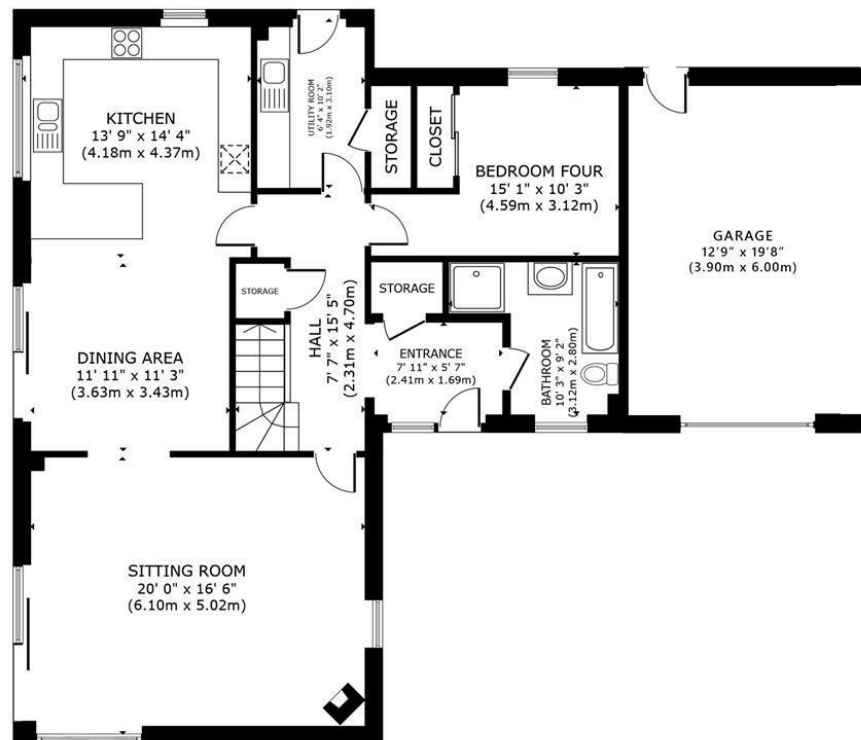 KITCHEN
13' 9" x 14' 4"
(4.18m x 4.37m)
UTILITY ROOM
6' 4" x 10' 2"
(1.92m x 3.10m)
STORAGE
CLOSET
BEDROOM FOUR
15' 1" x 10' 3"
(4.59m x 3.12m)
GARAGE
12'9" x 19'8"
(3.90m x 6.00m)
STORAGE
HALL
7' 7" x 15' 5"
(2.31m x 4.70m)
STORAGE
ENTRANCE
7' 11" x 5' 7"
(2.41m x 1.69m)
BATHROOM
10' 3" x 9' 2"
(3.12m x 2.80m)
DINING AREA
11' 11" x 11' 3"
(3.63m x 3.43m)
SITTING ROOM
20' 0" x 16' 6"
(6.10m x 5.02m)